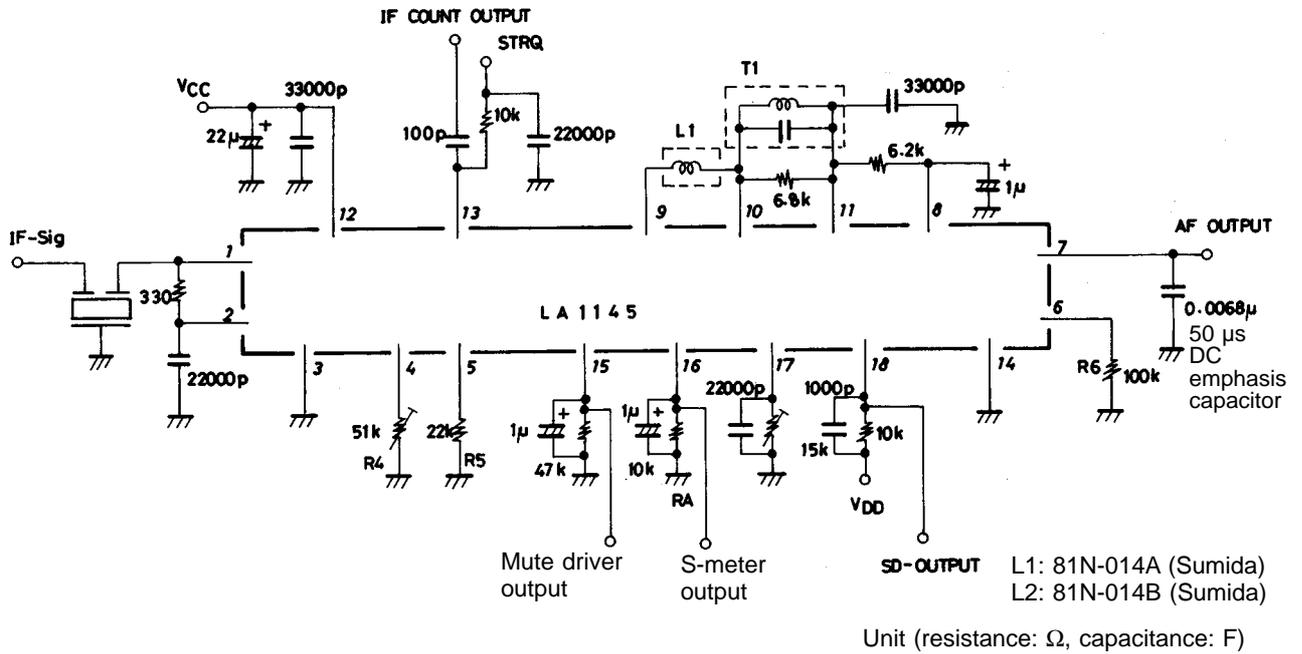 IF COUNT OUTPUT
STRQ
VCC
33000p
22µ
+
12
100p
10k
22000p
13
T1
L1
33000p
6.2k
+
1µ
6.8k
9
10
11
8
IF-Sig
1
330
2
22000p
LA1145
7
AF OUTPUT
6
0.0068µ
50 µs
DC
emphasis
capacitor
R6
100k
3
4
5
15
16
17
18
14
51k
R4
22k
R5
1µ
+
47k
1µ
+
10k
RA
22000p
1000p
10k
15k
VDD
Mute driver
output
S-meter
output
SD-OUTPUT
L1: 81N-014A (Sumida)
L2: 81N-014B (Sumida)
Unit (resistance: Ω, capacitance: F)